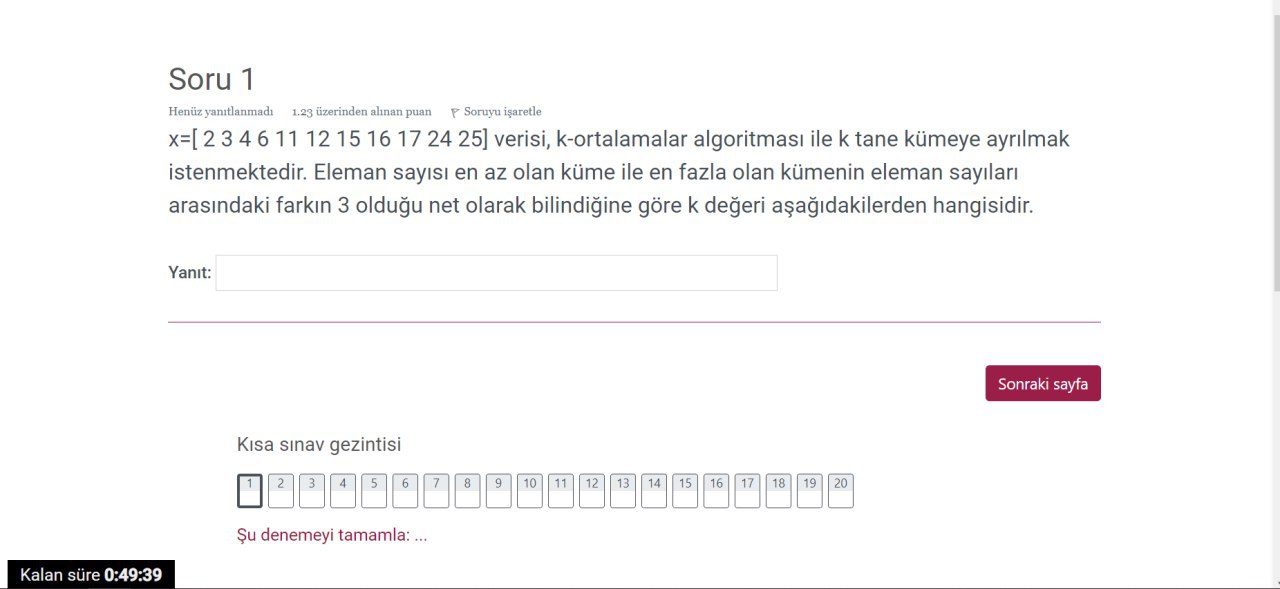 Soru 1
Henüz yanıtlanmadı 1.23 üzerinden alınan puan Soruyu işaretle
x=[ 2 3 4 6 11 12 15 16 17 24 25] verisi, k-ortalamalar algoritması ile k tane kümeye ayrılmak
istenmektedir. Eleman sayısı en az olan küme ile en fazla olan kümenin eleman sayıları
arasındaki farkın 3 olduğu net olarak bilindiğine göre k değeri aşağıdakilerden hangisidir.
Yanıt:
Sonraki sayfa
Kısa sınav gezintisi
1 2 3 4 5 6 7 8 9 10 11 12 13 14 15 16 17 18 19 20
Şu denemeyi tamamla: ...
Kalan süre 0:49:39